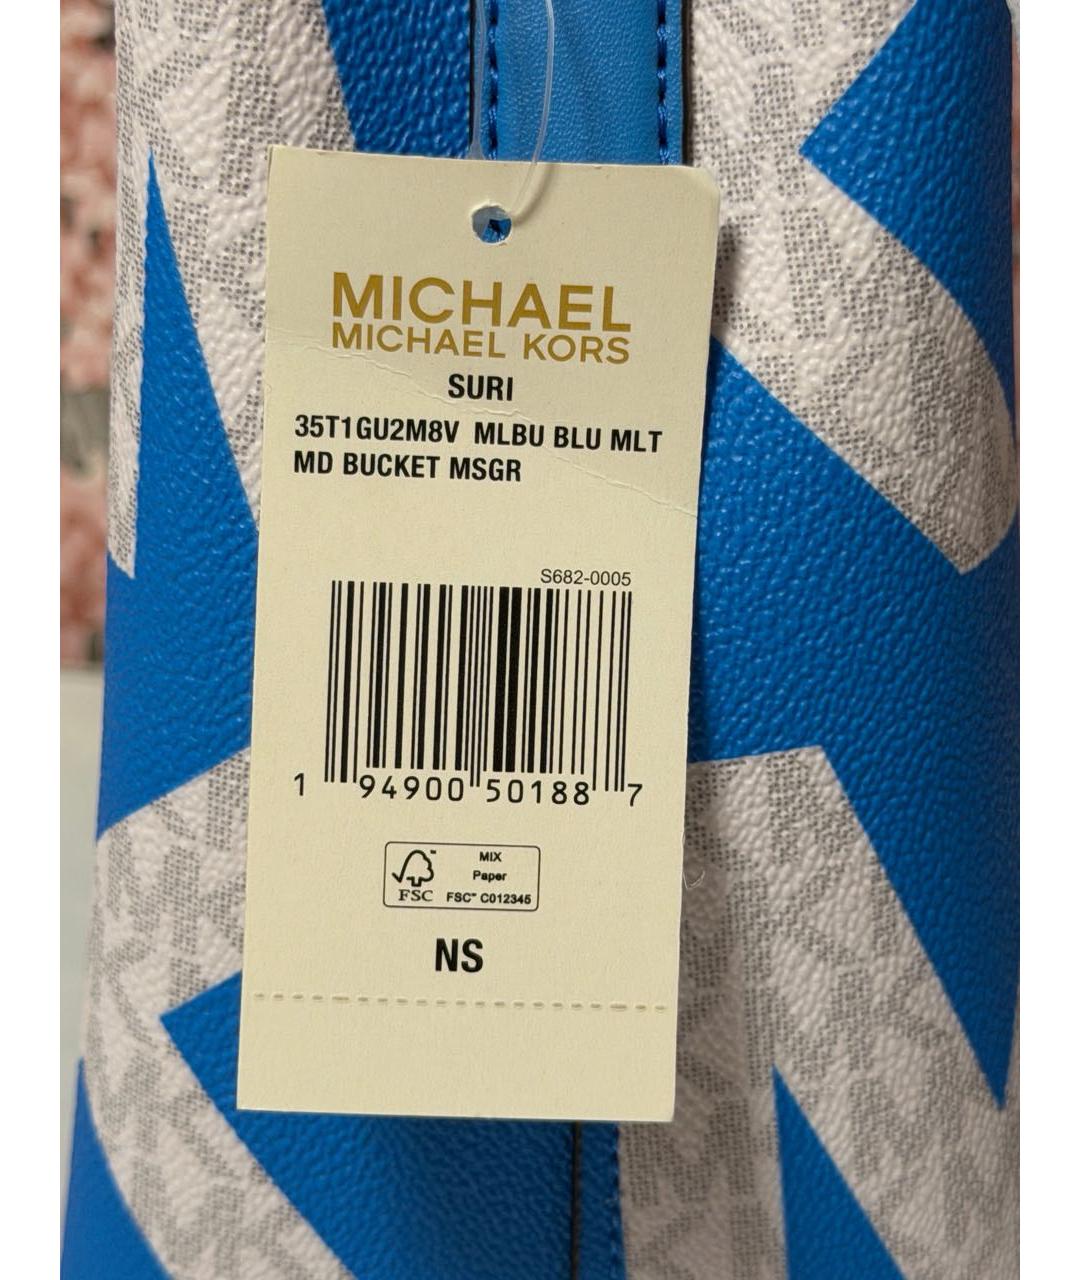 MICHAEL
MICHAEL KORS
SURI
35T1GU2M8V MLBU BLU MLT
MD BUCKET MSGR
S682-0005
1 94900 50188 7
MIX
Paper
FSC™ C012345
FSC
NS